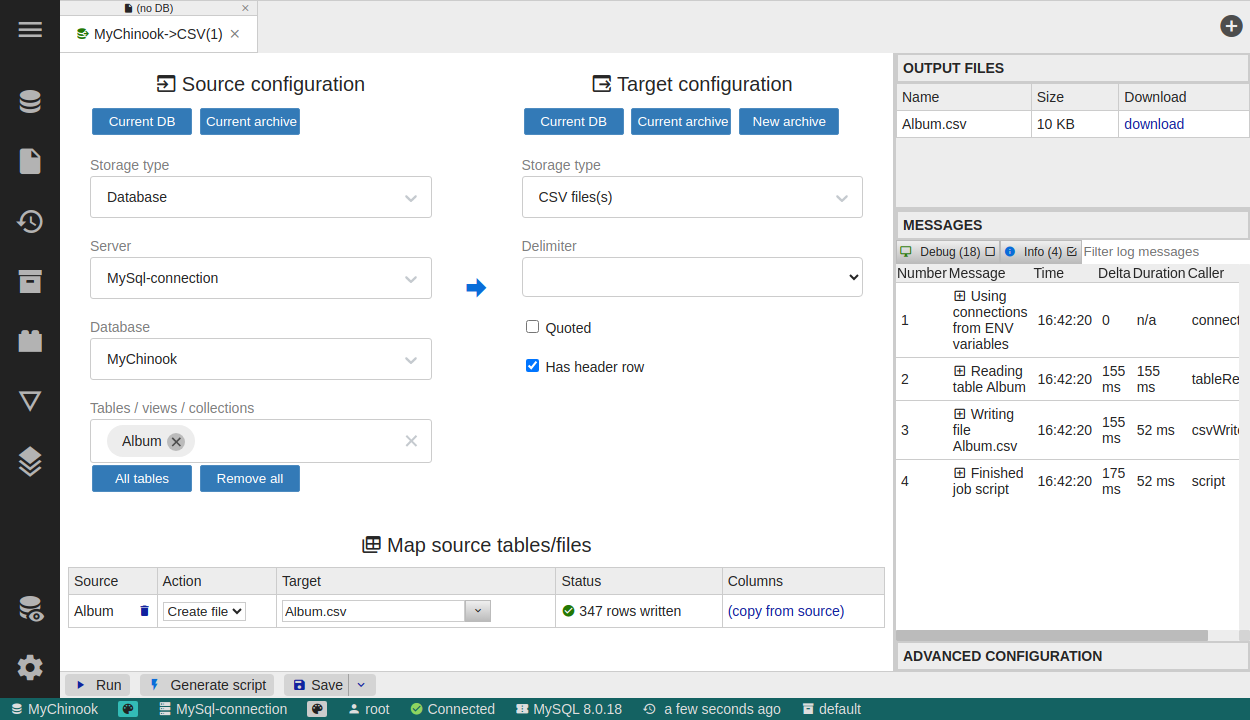 (no DB)
MyChinook->CSV(1)
Source configuration
Current DB
Current archive
Storage type
Database
Server
MySql-connection
Database
MyChinook
Tables / views / collections
Album
All tables
Remove all
Target configuration
Current DB
Current archive
New archive
Storage type
CSV files(s)
Delimiter
Quoted
Has header row
Map source tables/files
Source Action Target Status Columns
Album Create file Album.csv 347 rows written (copy from source)
Run Generate script Save
OUTPUT FILES
Name Size Download
Album.csv 10 KB download
MESSAGES
Debug (18) Info (4) Filter log messages
Number Message Time Delta Duration Caller
1 Using connections from ENV variables 16:42:20 0 n/a connect
2 Reading table Album 16:42:20 155 ms 155 ms tableRe
3 Writing file Album.csv 16:42:20 155 ms 52 ms csvWrit
4 Finished job script 16:42:20 175 ms 52 ms script
ADVANCED CONFIGURATION
MyChinook MySql-connection root Connected MySQL 8.0.18 a few seconds ago default